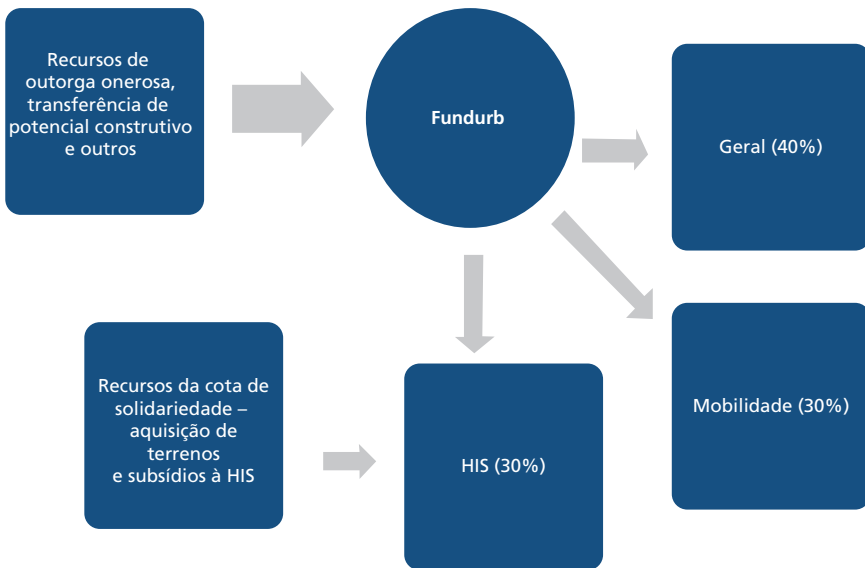 Recursos de
outorga onerosa,
transferência de
potencial construtivo
e outros
Fundurb
Geral (40%)
Recursos da cota de
solidariedade –
aquisição de
terrenos
e subsídios à HIS
HIS (30%)
Mobilidade (30%)